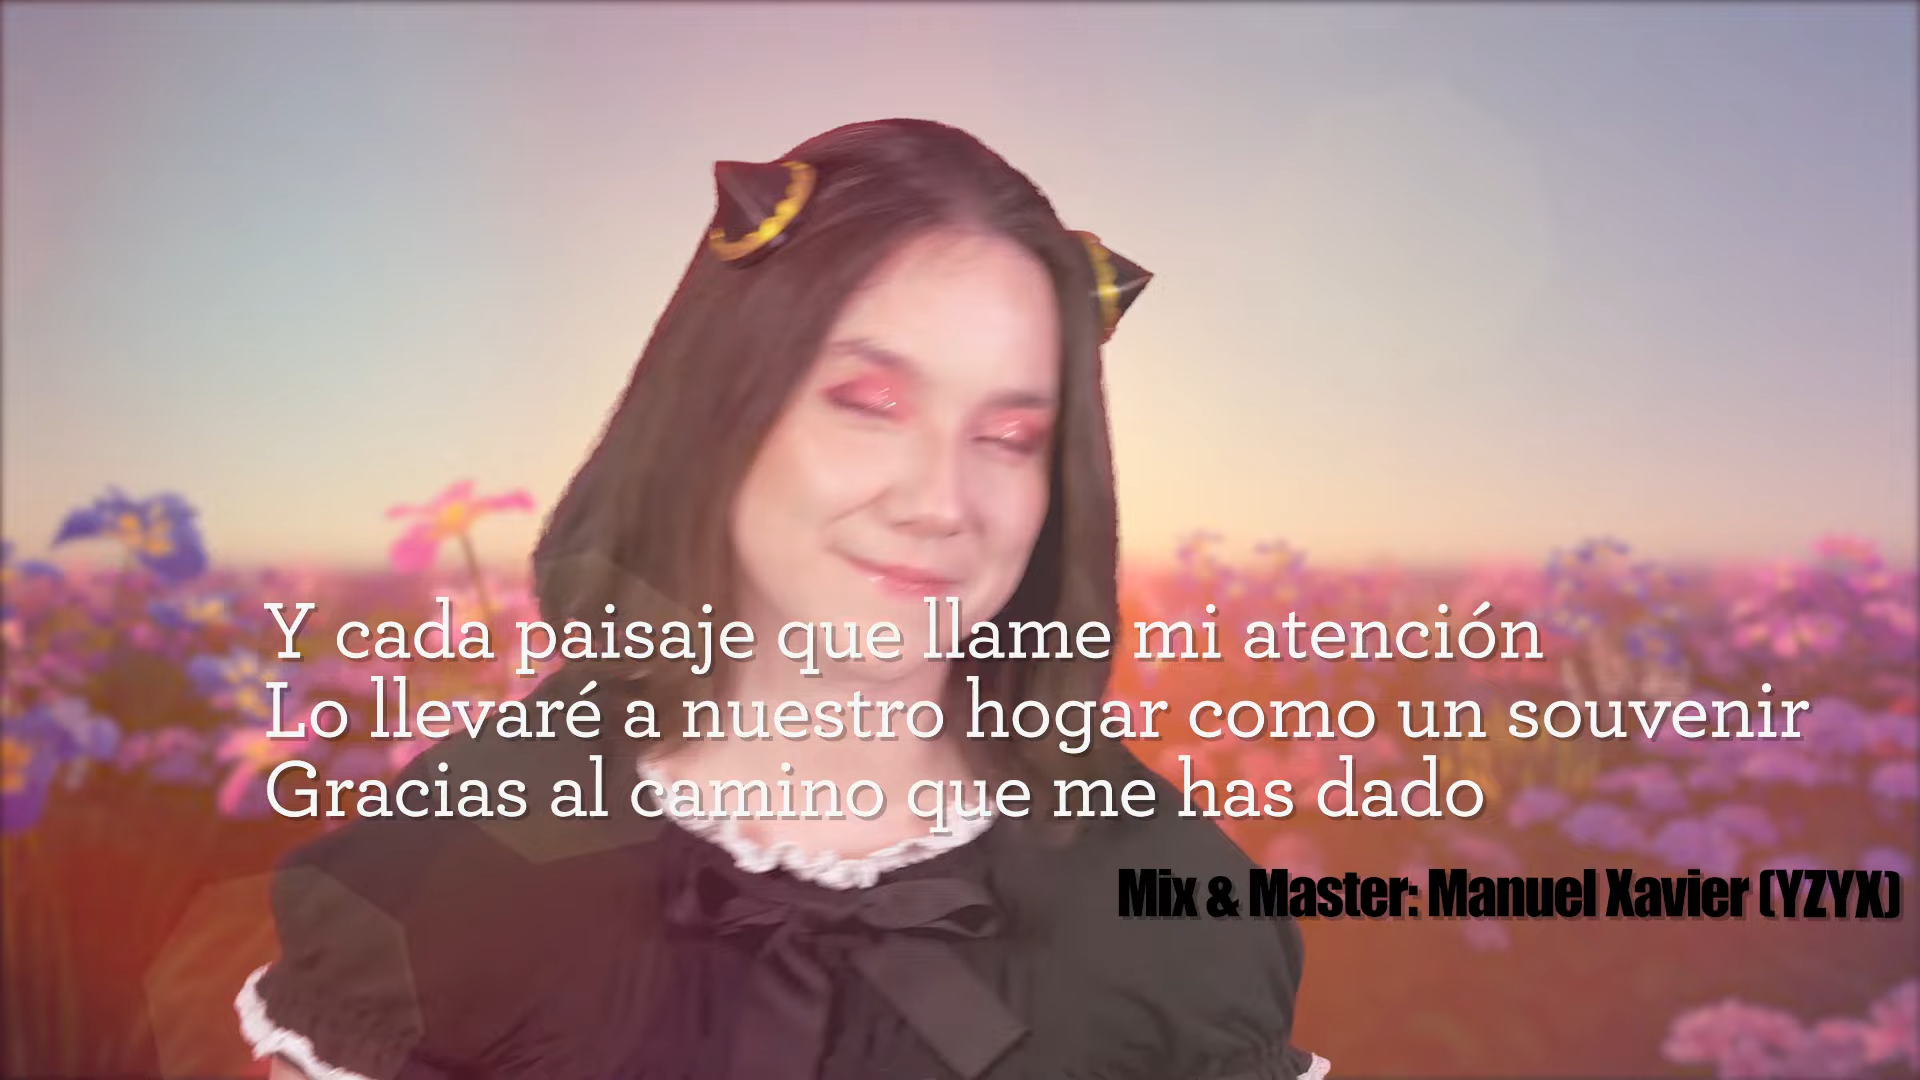 Y cada paisaje que llame mi atención
Lo llevaré a nuestro hogar como un souvenir
Gracias al camino que me has dado
Mix & Master: Manuel Xavier (YZYX)